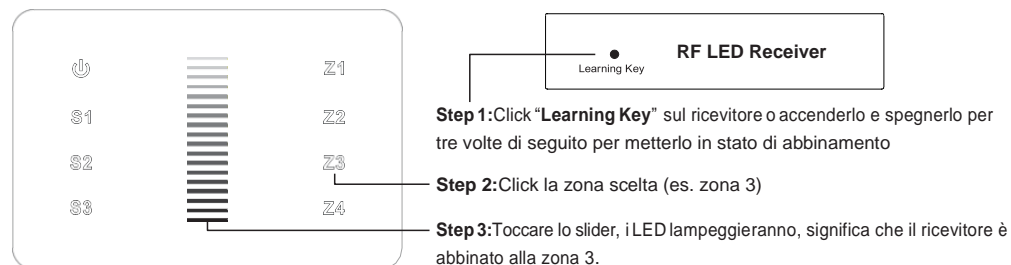 RF LED Receiver
Learning Key
Z1
S1
Z2
S2
Z3
S3
Z4
Step 1:Click "Learning Key" sul ricevitore o accenderlo e spegnerlo per
tre volte di seguito per metterlo in stato di abbinamento
Step 2:Click la zona scelta (es. zona 3)
Step 3:Toccare lo slider, i LED lampeggieranno, significa che il ricevitore è
abbinato alla zona 3.